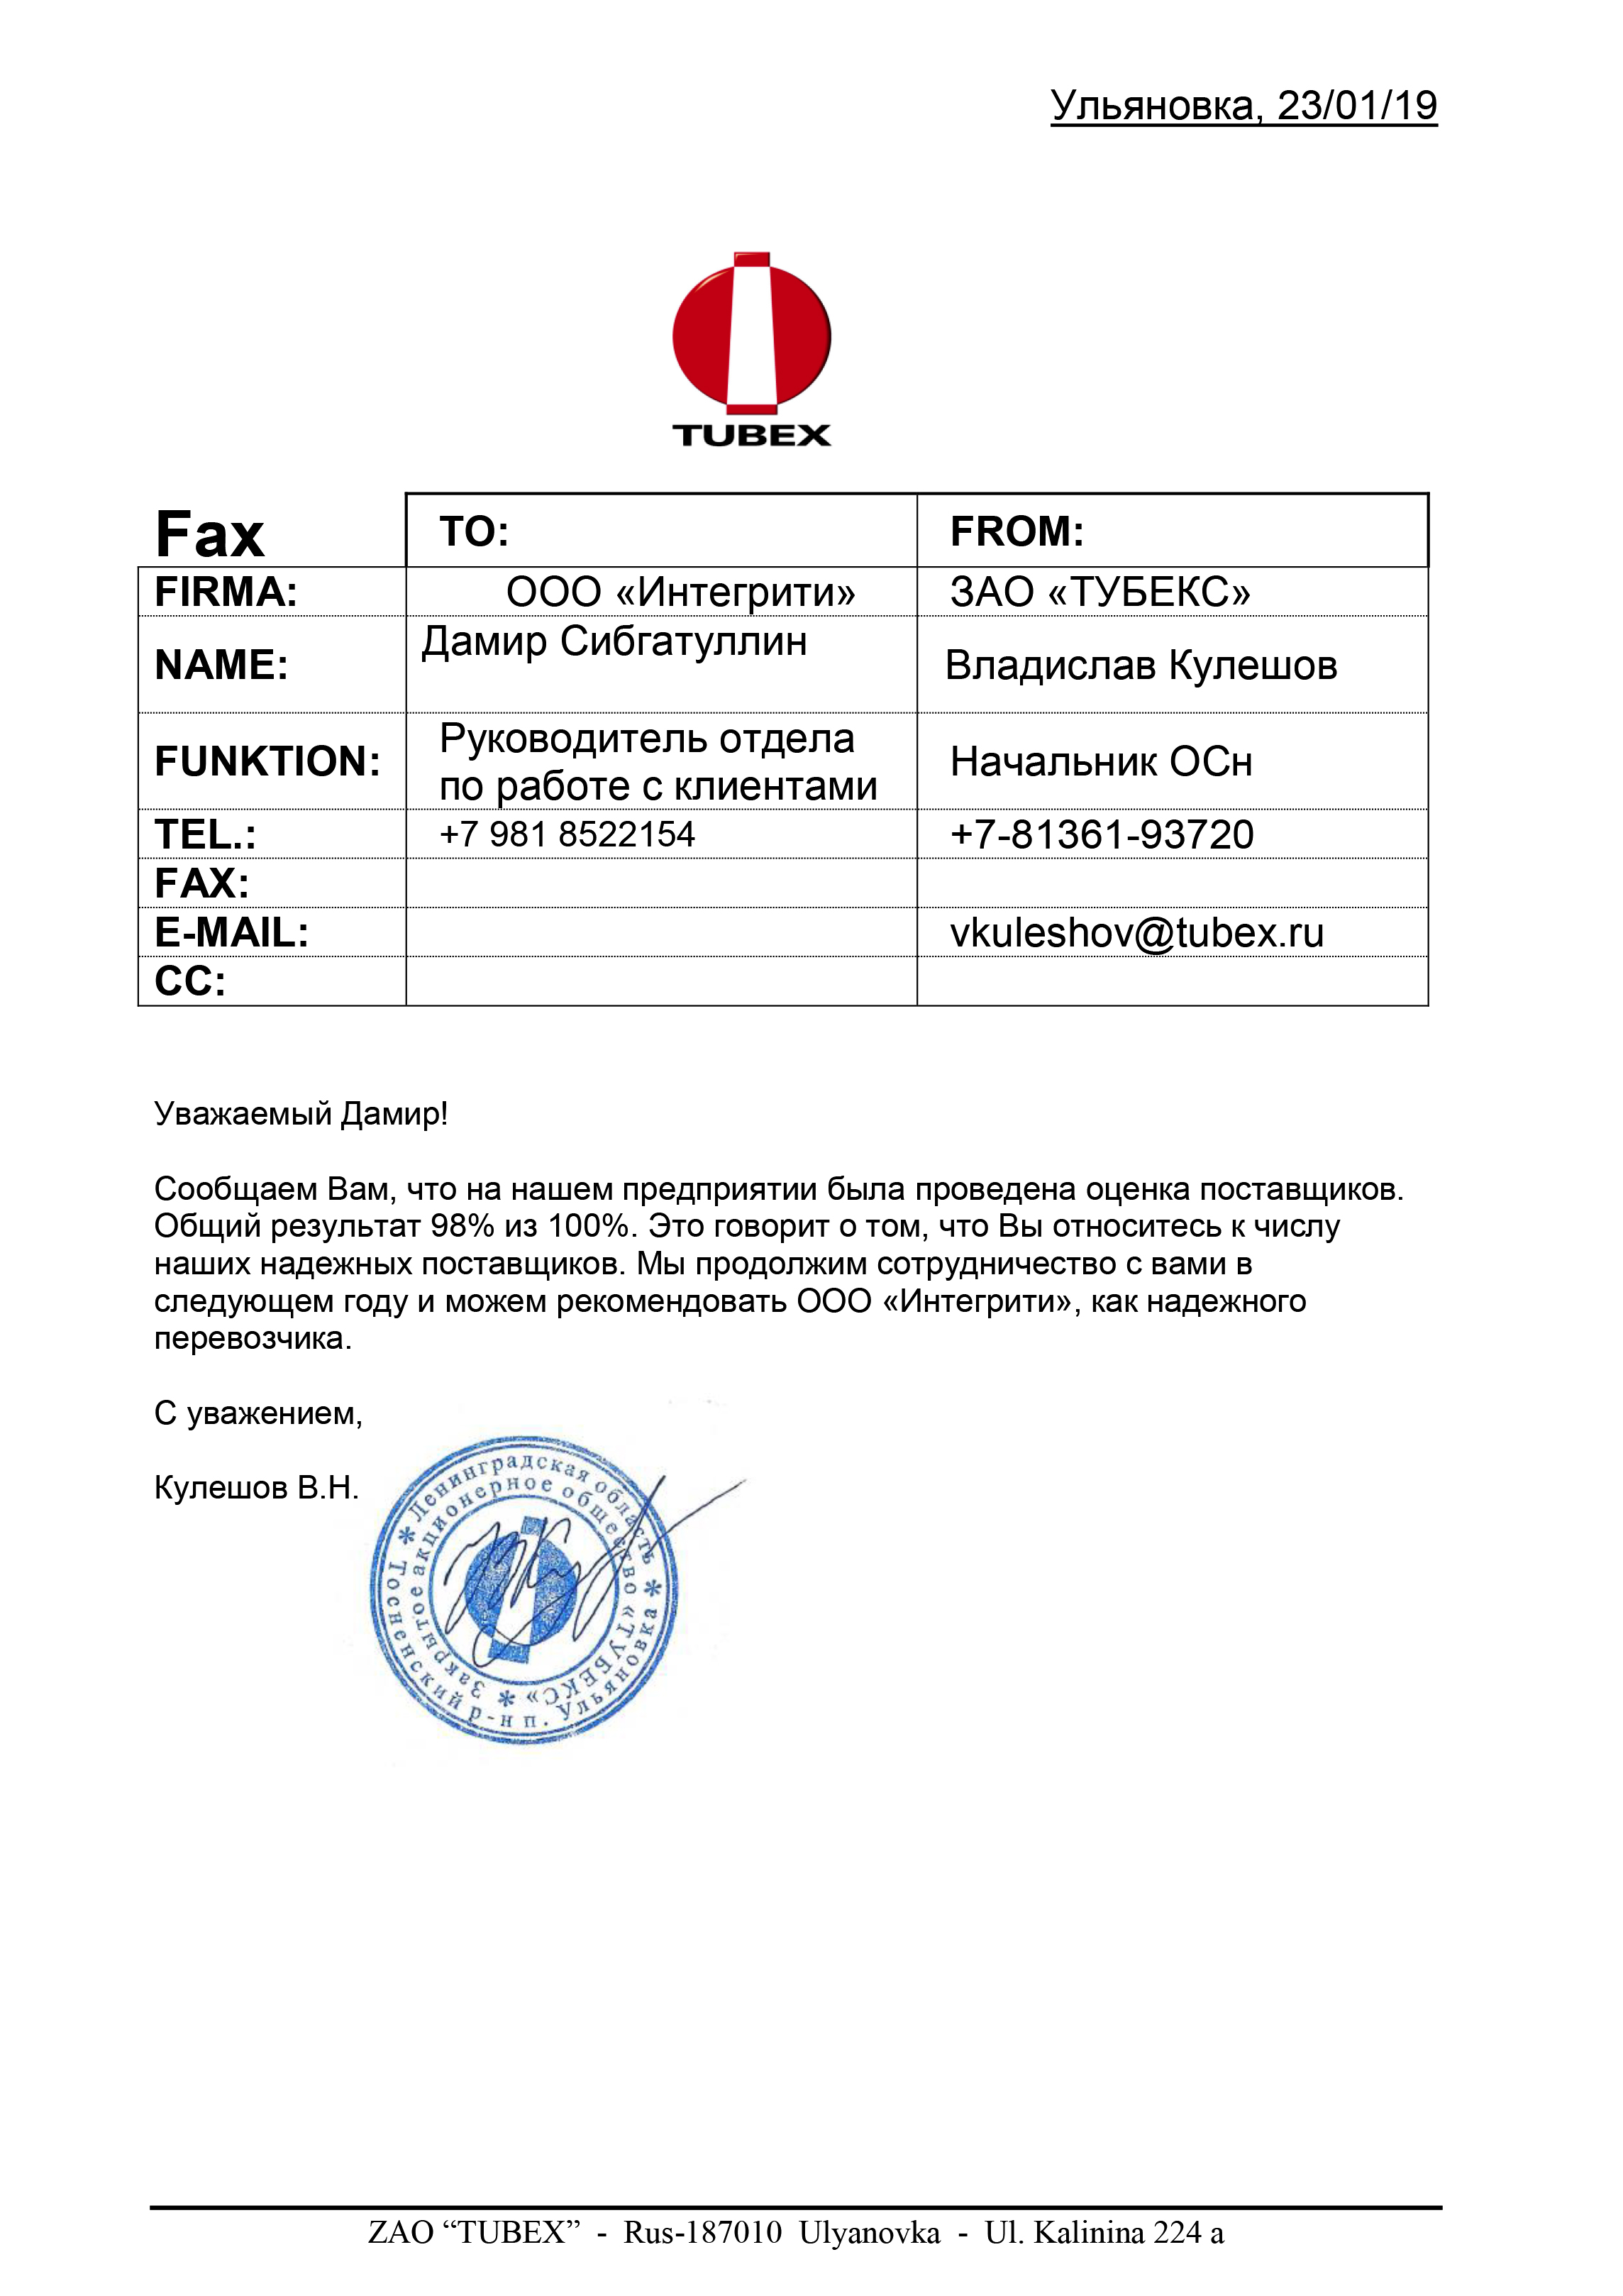 Ульяновка, 23/01/19
TUBEX
Fax TO: FROM:
FIRMA: ООО «Интегрити» ЗАО «ТУБЕКС»
NAME: Дамир Сибгатуллин Владислав Кулешов
FUNKTION: Руководитель отдела
по работе с клиентами Начальник ОСн
TEL.: +7 981 8522154 +7-81361-93720
FAX:
E-MAIL: vkuleshov@tubex.ru
CC:
Уважаемый Дамир!
Сообщаем Вам, что на нашем предприятии была проведена оценка поставщиков.
Общий результат 98% из 100%. Это говорит о том, что Вы относитесь к числу
наших надежных поставщиков. Мы продолжим сотрудничество с вами в
следующем году и можем рекомендовать ООО «Интегрити», как надежного
перевозчика.
С уважением,
Кулешов В.Н.
* Ленинградская область * Тосненский р-н п. Ульяновка
* Закрытое акционерное общество «ТУБЕКС»
ZAO “TUBEX” - Rus-187010 Ulyanovka - Ul. Kalinina 224 a